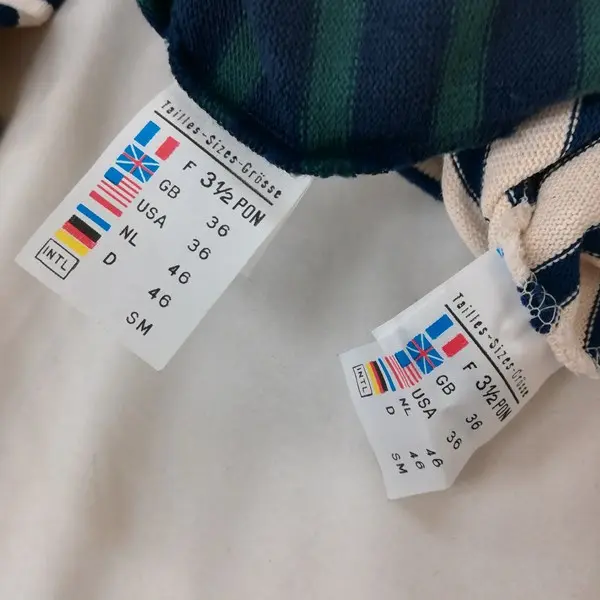 Tailles-Sizes-Grösse
F 3½ PON
GB 36
USA 36
NL 46
D 46
INTL SM
Tailles-Sizes-Grösse
F 3½ PON
GB 36
USA 36
NL 46
D 46
INTL SM